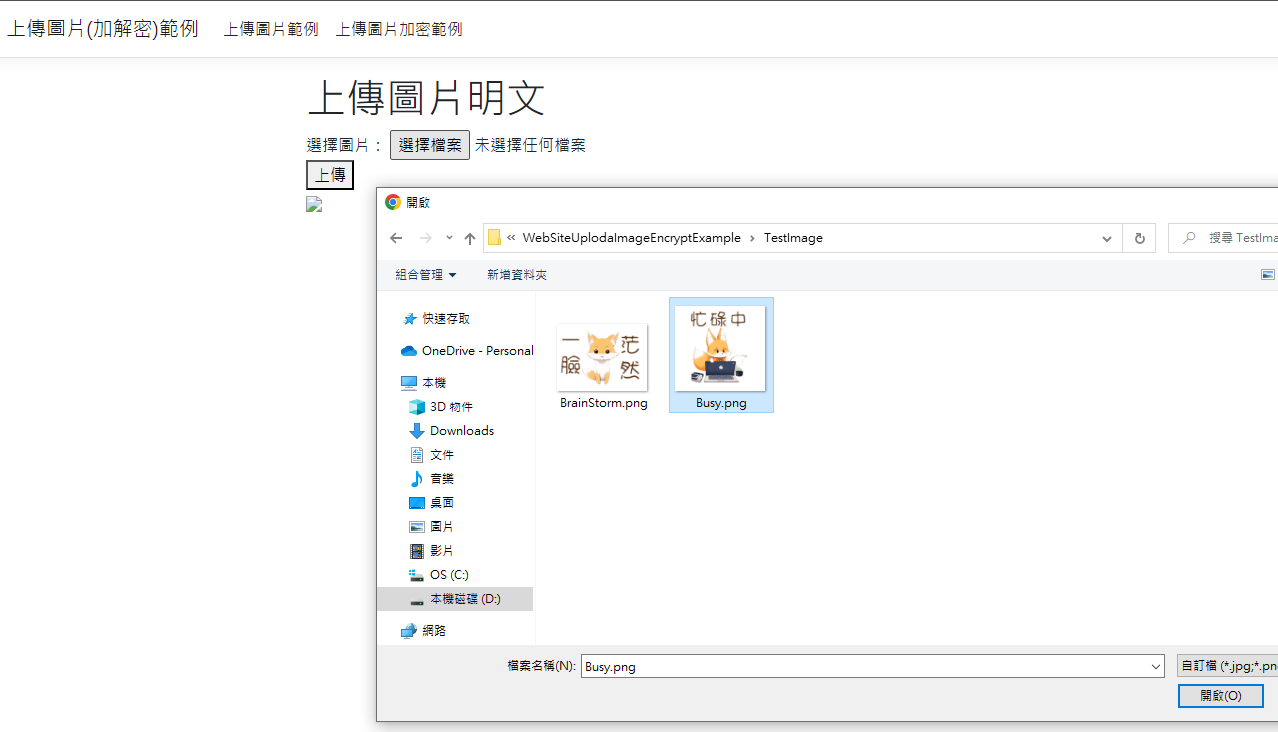 上傳圖片(加解密)範例 上傳圖片範例 上傳圖片加密範例
上傳圖片明文
選擇圖片： 選擇檔案 未選擇任何檔案
上傳
開啟
« WebSiteUplodaImageEncryptExample › TestImage
搜尋 TestIma
組合管理 新增資料夾
快速存取
OneDrive - Personal
本機
3D 物件
Downloads
文件
音樂
桌面
圖片
影片
OS (C:)
本機磁碟 (D:)
網路
一臉茫然
BrainStorm.png
忙碌中
Busy.png
檔案名稱(N): Busy.png
自訂檔 (*.jpg;*.pn
開啟(O)